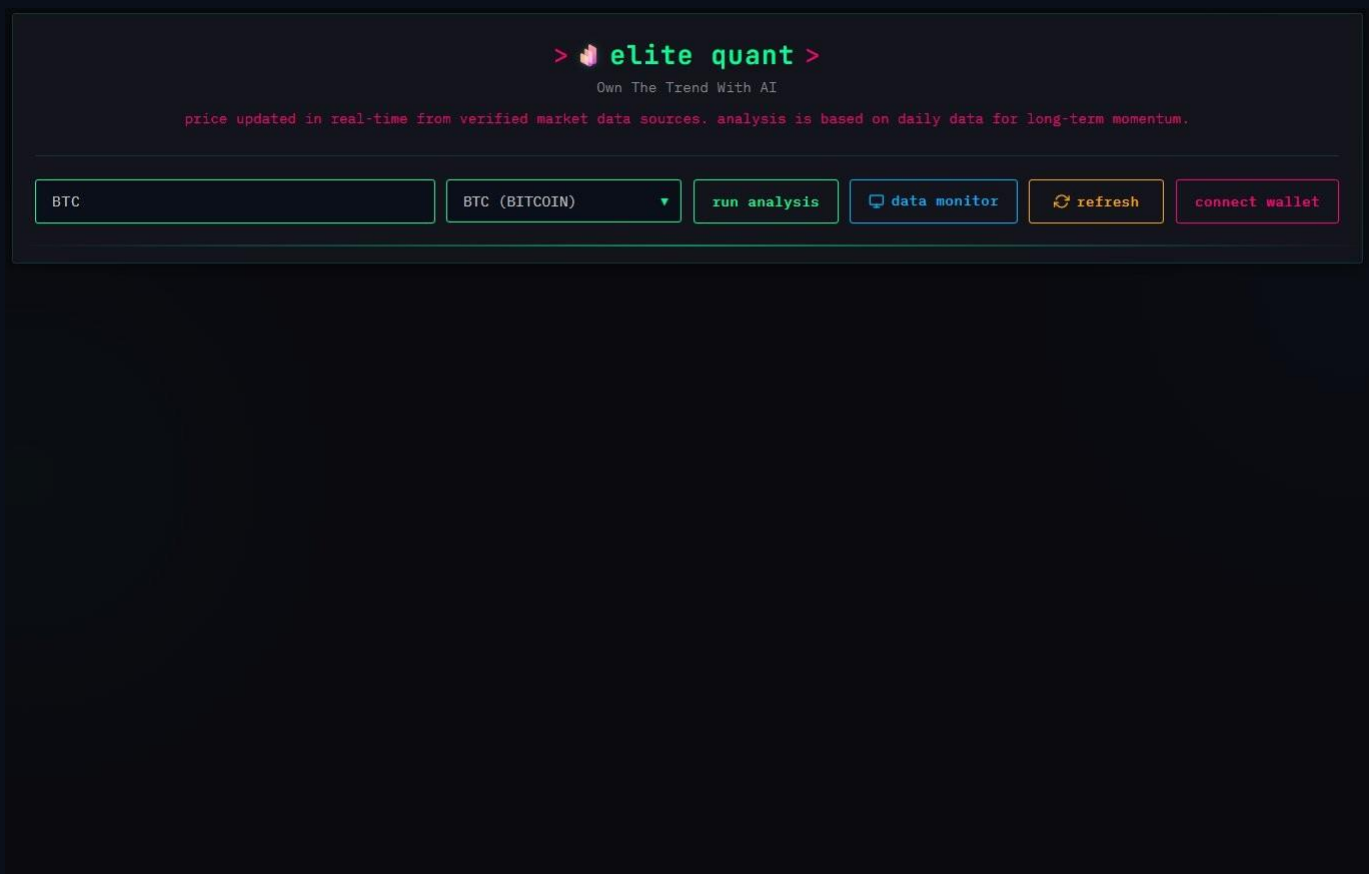 > elite quant >
Own The Trend With AI
price updated in real-time from verified market data sources. analysis is based on daily data for long-term momentum.
BTC BTC (BITCOIN) ▼ run analysis data monitor refresh connect wallet